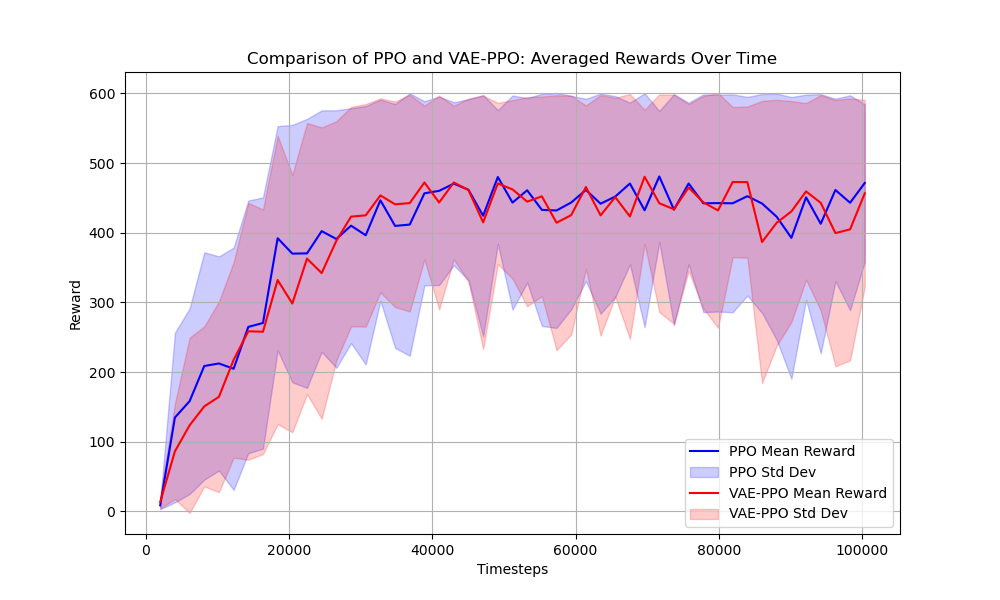 Comparison of PPO and VAE-PPO: Averaged Rewards Over Time
600
500
400
300
200
100
0
Reward
0 20000 40000 60000 80000 100000
Timesteps
PPO Mean Reward
PPO Std Dev
VAE-PPO Mean Reward
VAE-PPO Std Dev